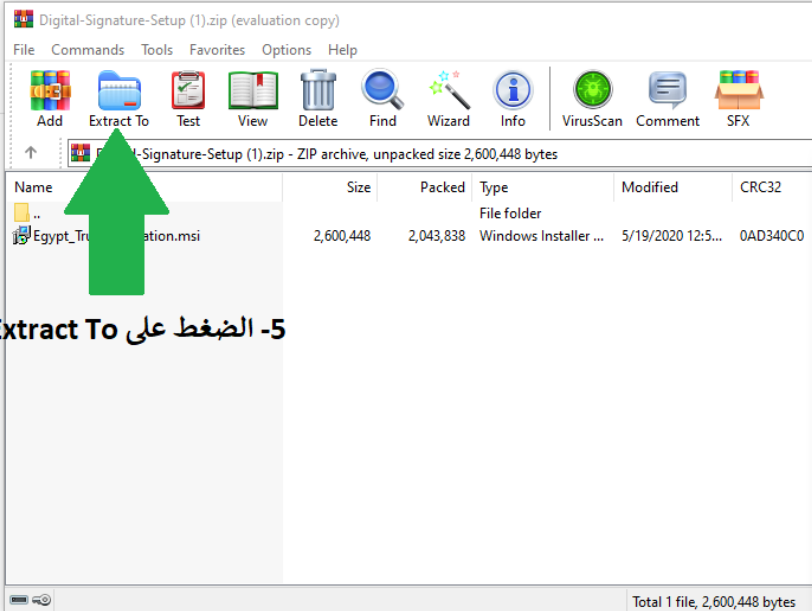 Digital-Signature-Setup (1).zip (evaluation copy)
File Commands Tools Favorites Options Help
Add Extract To Test View Delete Find Wizard Info VirusScan Comment SFX
-Signature-Setup (1).zip - ZIP archive, unpacked size 2,600,448 bytes
Name Size Packed Type Modified CRC32
.. File folder
Egypt_Tru ation.msi 2,600,448 2,043,838 Windows Installer ... 5/19/2020 12:5... 0AD340C0
5- الضغط على Extract To
Total 1 file, 2,600,448 bytes